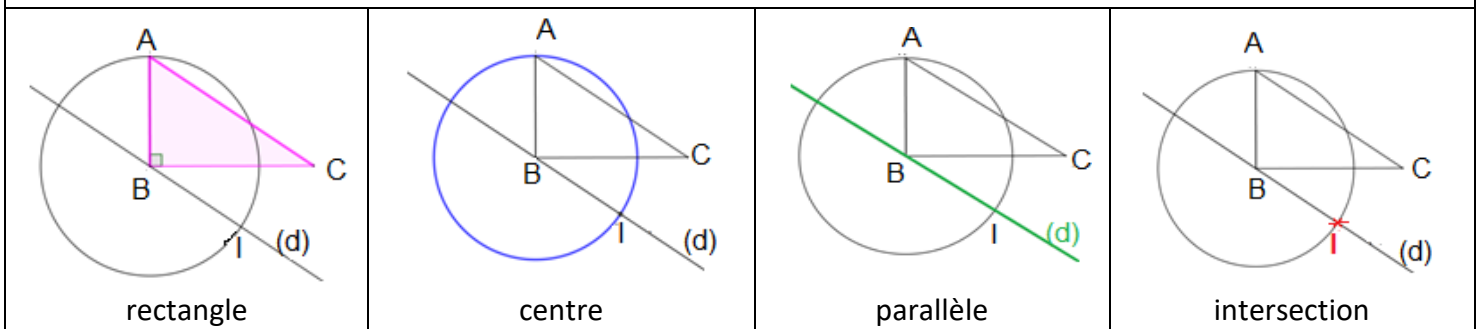 A
B
C
I
(d)
rectangle
A
B
C
I
(d)
centre
A
B
C
I
(d)
parallèle
A
B
C
I
(d)
intersection